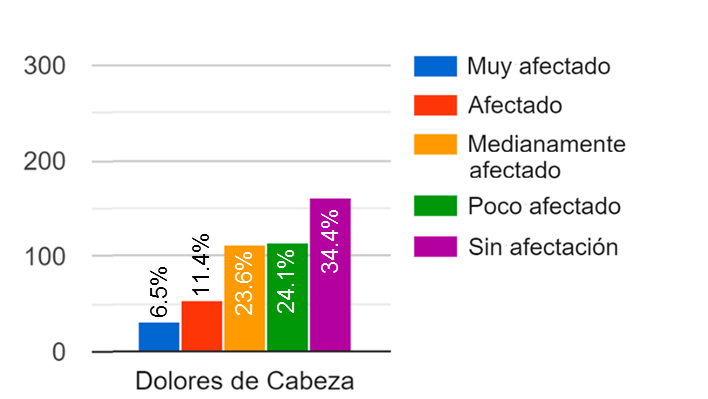 300
200
100
0
6.5%
11.4%
23.6%
24.1%
34.4%
Dolores de Cabeza
Muy afectado
Afectado
Medianamente
afectado
Poco afectado
Sin afectación